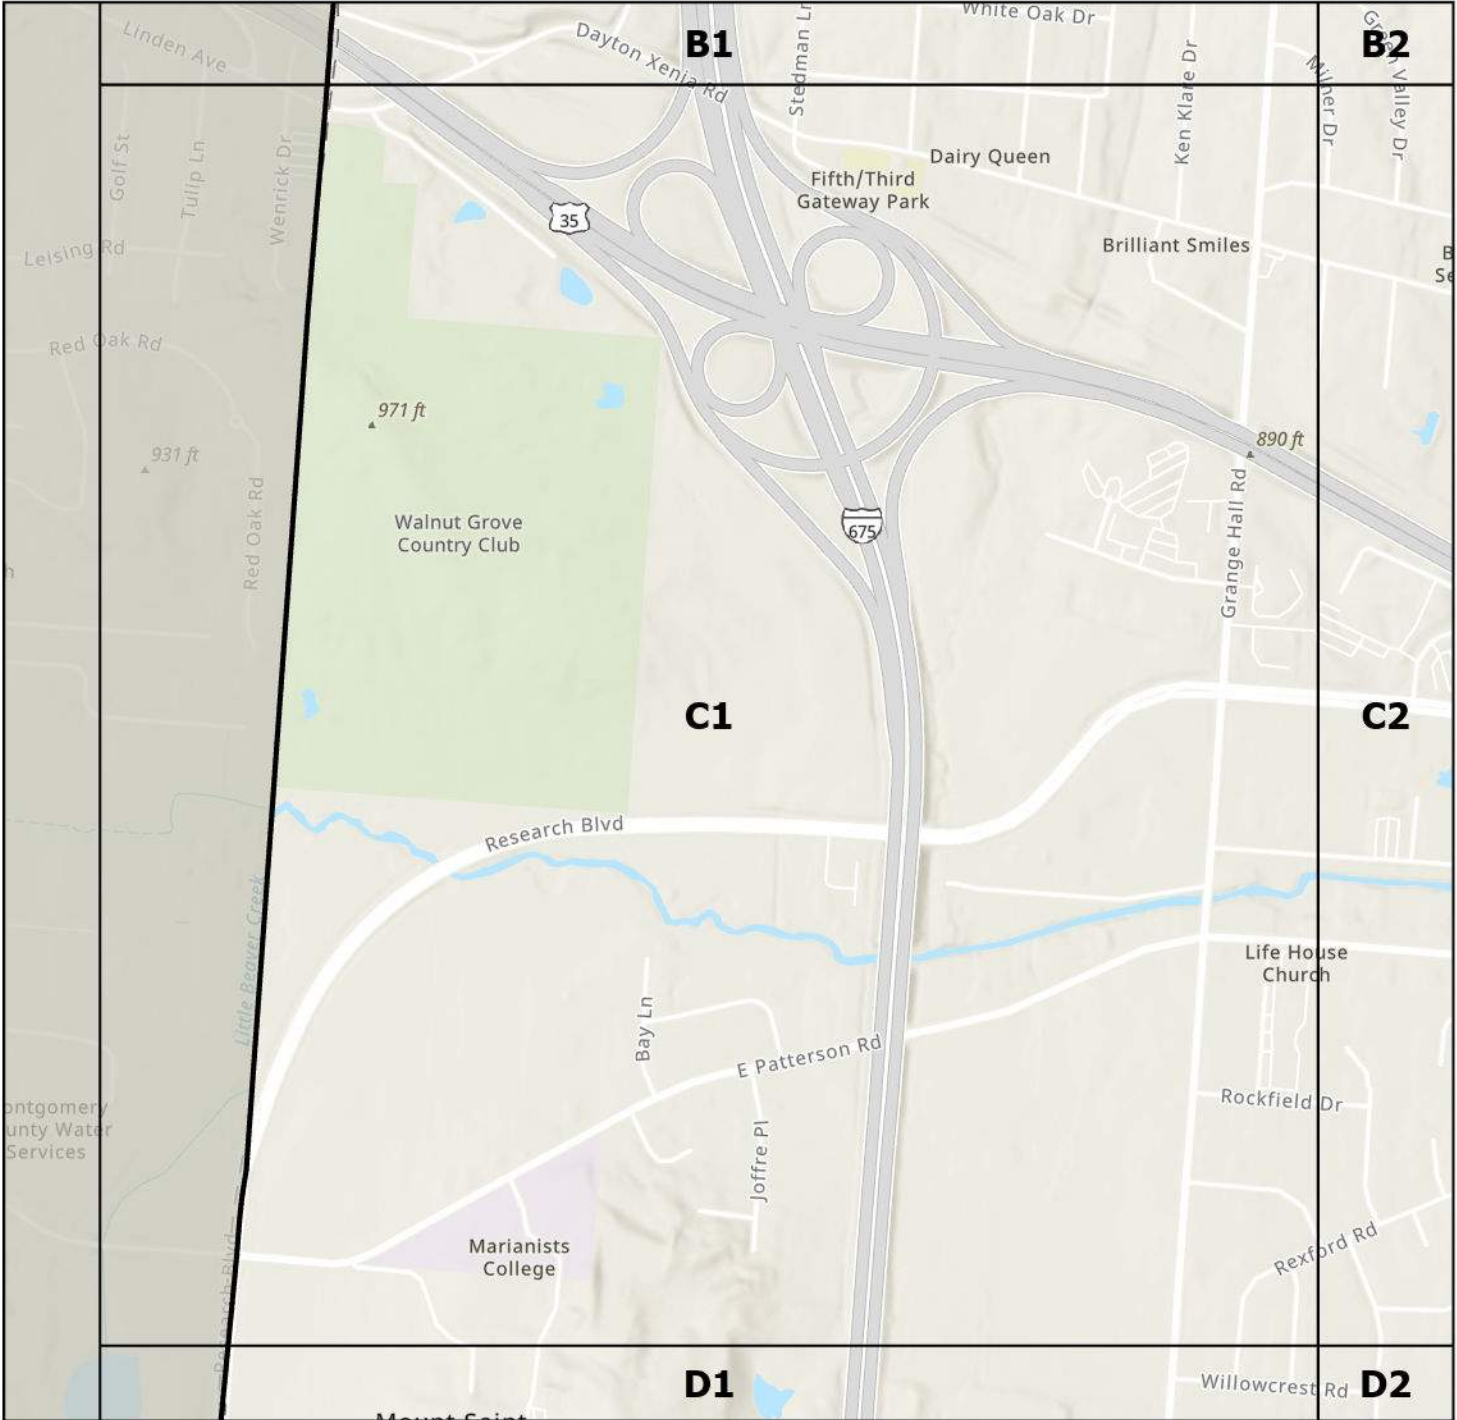 B1
B2
White Oak Dr
Linden Ave
Dayton Xenia Rd
Stedman Ln
Ken Klare Dr
Milner Dr
Green Valley Dr
Golf St
Tulip Ln
Wenrick Dr
Dairy Queen
Fifth/Third
Gateway Park
35
Leising Rd
Brilliant Smiles
B
Se
Red Oak Rd
971 ft
931 ft
890 ft
Red Oak Rd
Walnut Grove
Country Club
675
Grange Hall Rd
h
C1
C2
Research Blvd
Little Beaver Creek
Life House
Church
Bay Ln
E Patterson Rd
Rockfield Dr
ontgomery
unty Water
Services
Joffre Pl
Marianists
College
Rexford Rd
Research Blvd
D1
Willowcrest Rd
D2
Mount Saint